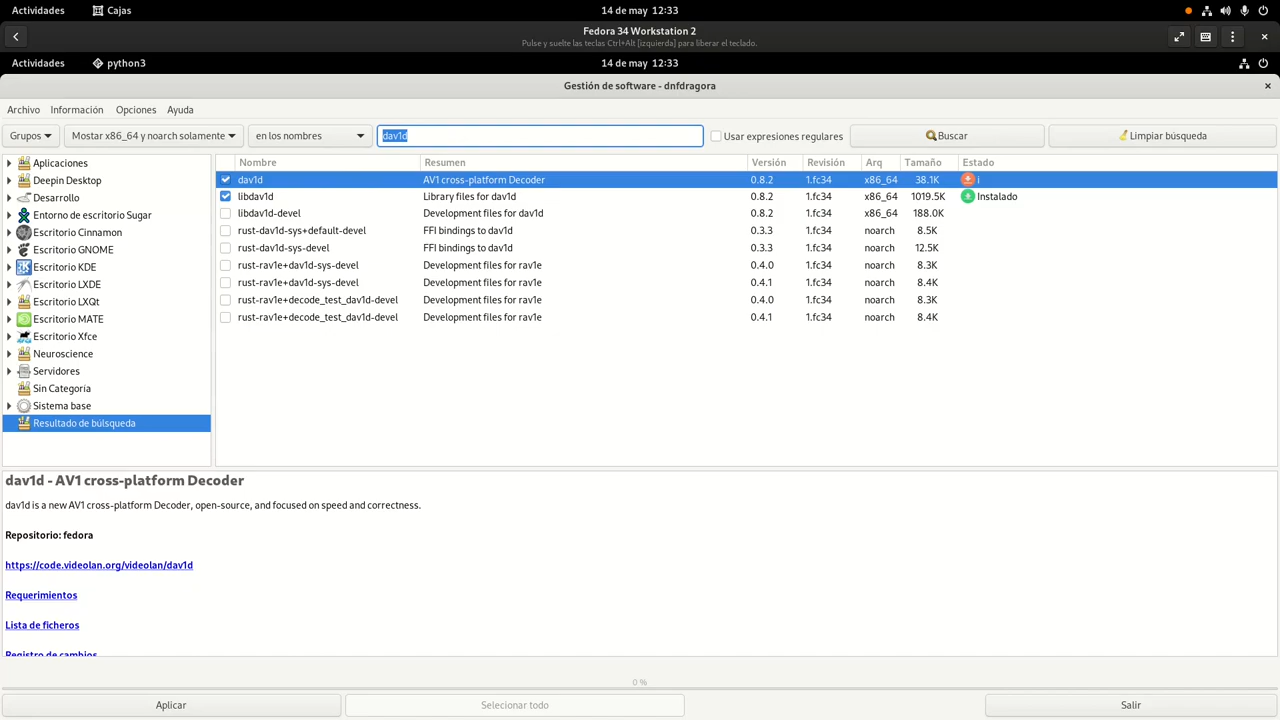 Actividades Cajas 14 de may 12:33
Fedora 34 Workstation 2
Pulse y suelte las teclas Ctrl+Alt [izquierda] para liberar el teclado.
Actividades python3 14 de may 12:33
Gestión de software - dnfdragora
Archivo Información Opciones Ayuda
Grupos Mostar x86_64 y noarch solamente en los nombres dav1d Usar expresiones regulares Buscar Limpiar búsqueda
Aplicaciones
Deepin Desktop
Desarrollo
Entorno de escritorio Sugar
Escritorio Cinnamon
Escritorio GNOME
Escritorio KDE
Escritorio LXDE
Escritorio LXQt
Escritorio MATE
Escritorio Xfce
Neuroscience
Servidores
Sin Categoría
Sistema base
Resultado de búlsqueda
Nombre Resumen Versión Revisión Arq Tamaño Estado
dav1d AV1 cross-platform Decoder 0.8.2 1.fc34 x86_64 38.1K i
libdav1d Library files for dav1d 0.8.2 1.fc34 x86_64 1019.5K Instalado
libdav1d-devel Development files for dav1d 0.8.2 1.fc34 x86_64 188.0K
rust-dav1d-sys+default-devel FFI bindings to dav1d 0.3.3 1.fc34 noarch 8.5K
rust-dav1d-sys-devel FFI bindings to dav1d 0.3.3 1.fc34 noarch 12.5K
rust-rav1e+dav1d-sys-devel Development files for rav1e 0.4.0 1.fc34 noarch 8.3K
rust-rav1e+dav1d-sys-devel Development files for rav1e 0.4.1 1.fc34 noarch 8.4K
rust-rav1e+decode_test_dav1d-devel Development files for rav1e 0.4.0 1.fc34 noarch 8.3K
rust-rav1e+decode_test_dav1d-devel Development files for rav1e 0.4.1 1.fc34 noarch 8.4K
dav1d - AV1 cross-platform Decoder
dav1d is a new AV1 cross-platform Decoder, open-source, and focused on speed and correctness.
Repositorio: fedora
https://code.videolan.org/videolan/dav1d
Requerimientos
Lista de ficheros
Registro de cambios
0 %
Aplicar Selecionar todo Salir